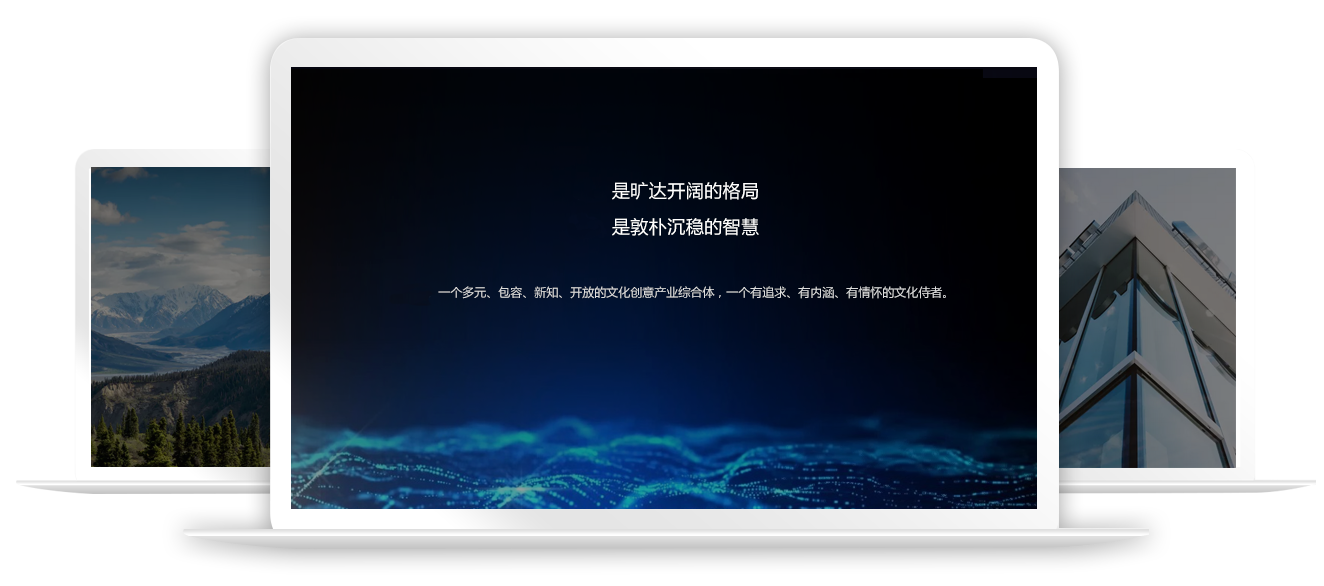 是旷达开阔的格局
是敦朴沉稳的智慧
一个多元、包容、新知、开放的文化创意产业综合体，一个有追求、有内涵、有情怀的文化侍者。